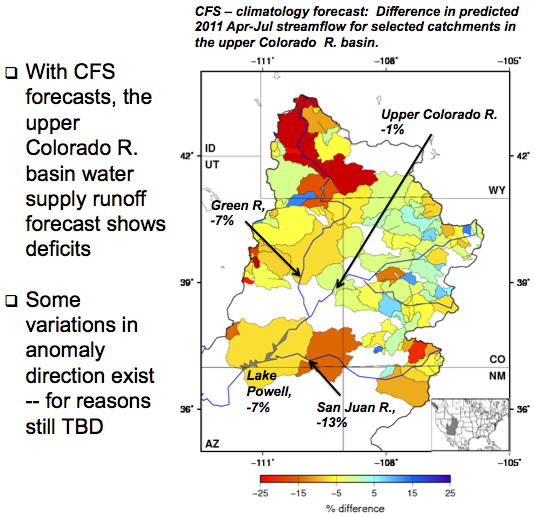 CFS – climatology forecast:  Difference in predicted
2011 Apr-Jul streamflow for selected catchments in
the upper Colorado  R. basin.
❑ With CFS
forecasts, the
upper
Colorado R.
basin water
supply runoff
forecast shows
deficits
❑ Some
variations in
anomaly
direction exist
-- for reasons
still TBD
-111° -108° -105°
Upper Colorado R.
-1%
42° ID 42°
UT
WY
Green R,
-7%
39° 39°
CO
NM
Lake
Powell,
-7%
San Juan R.,
-13%
36° 36°
AZ
-111° -108° -105°
-25 -15 -5 5 15 25
% difference